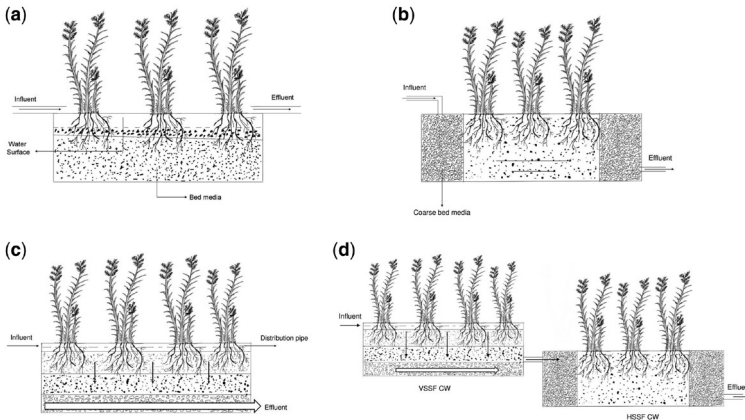 (a)
Influent
Effluent
Water
Surface
Bed media
(b)
Influent
Effluent
Coarse bed media
(c)
Influent
Distribution pipe
Effluent
(d)
Influent
VSSF CW
Effluent
HSSF CW